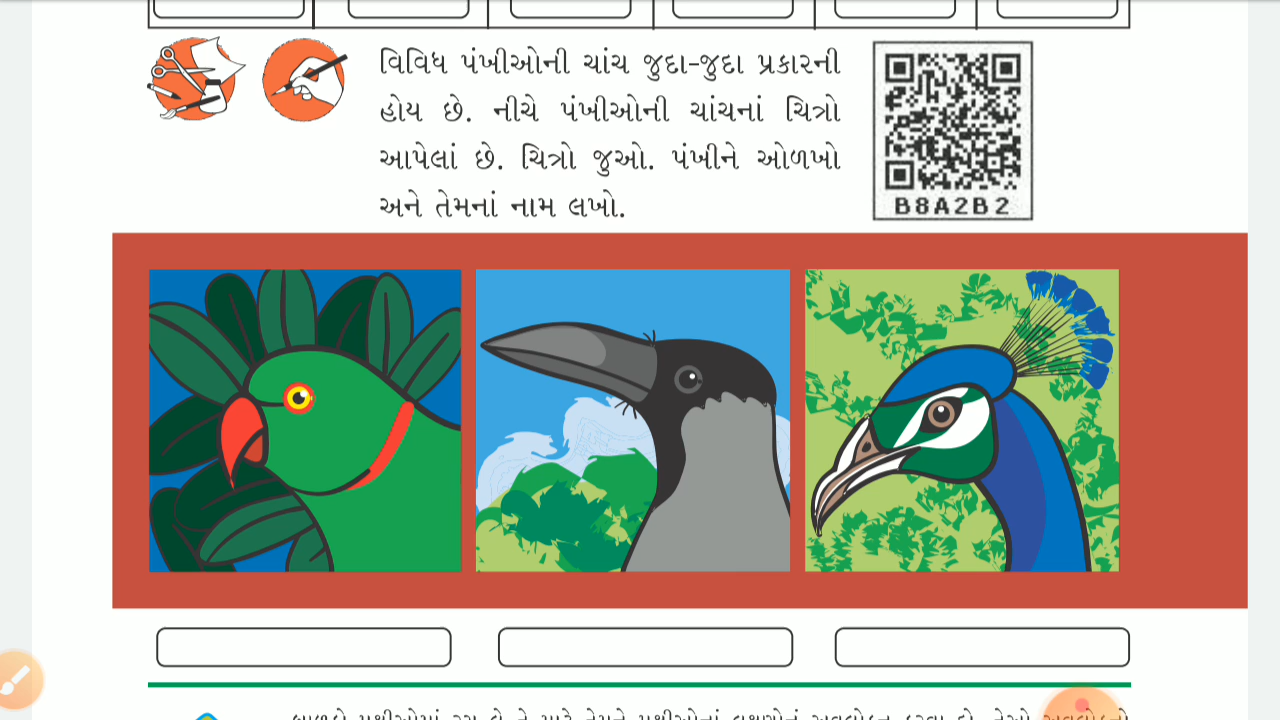 વિવિધ પંખીઓની ચાંચ જુદા-જુદા પ્રકારની
હોય છે. નીચે પંખીઓની ચાંચનાં ચિત્રો
આપેલાં છે. ચિત્રો જુઓ. પંખીને ઓળખો
અને તેમનાં નામ લખો.
B8A2B2